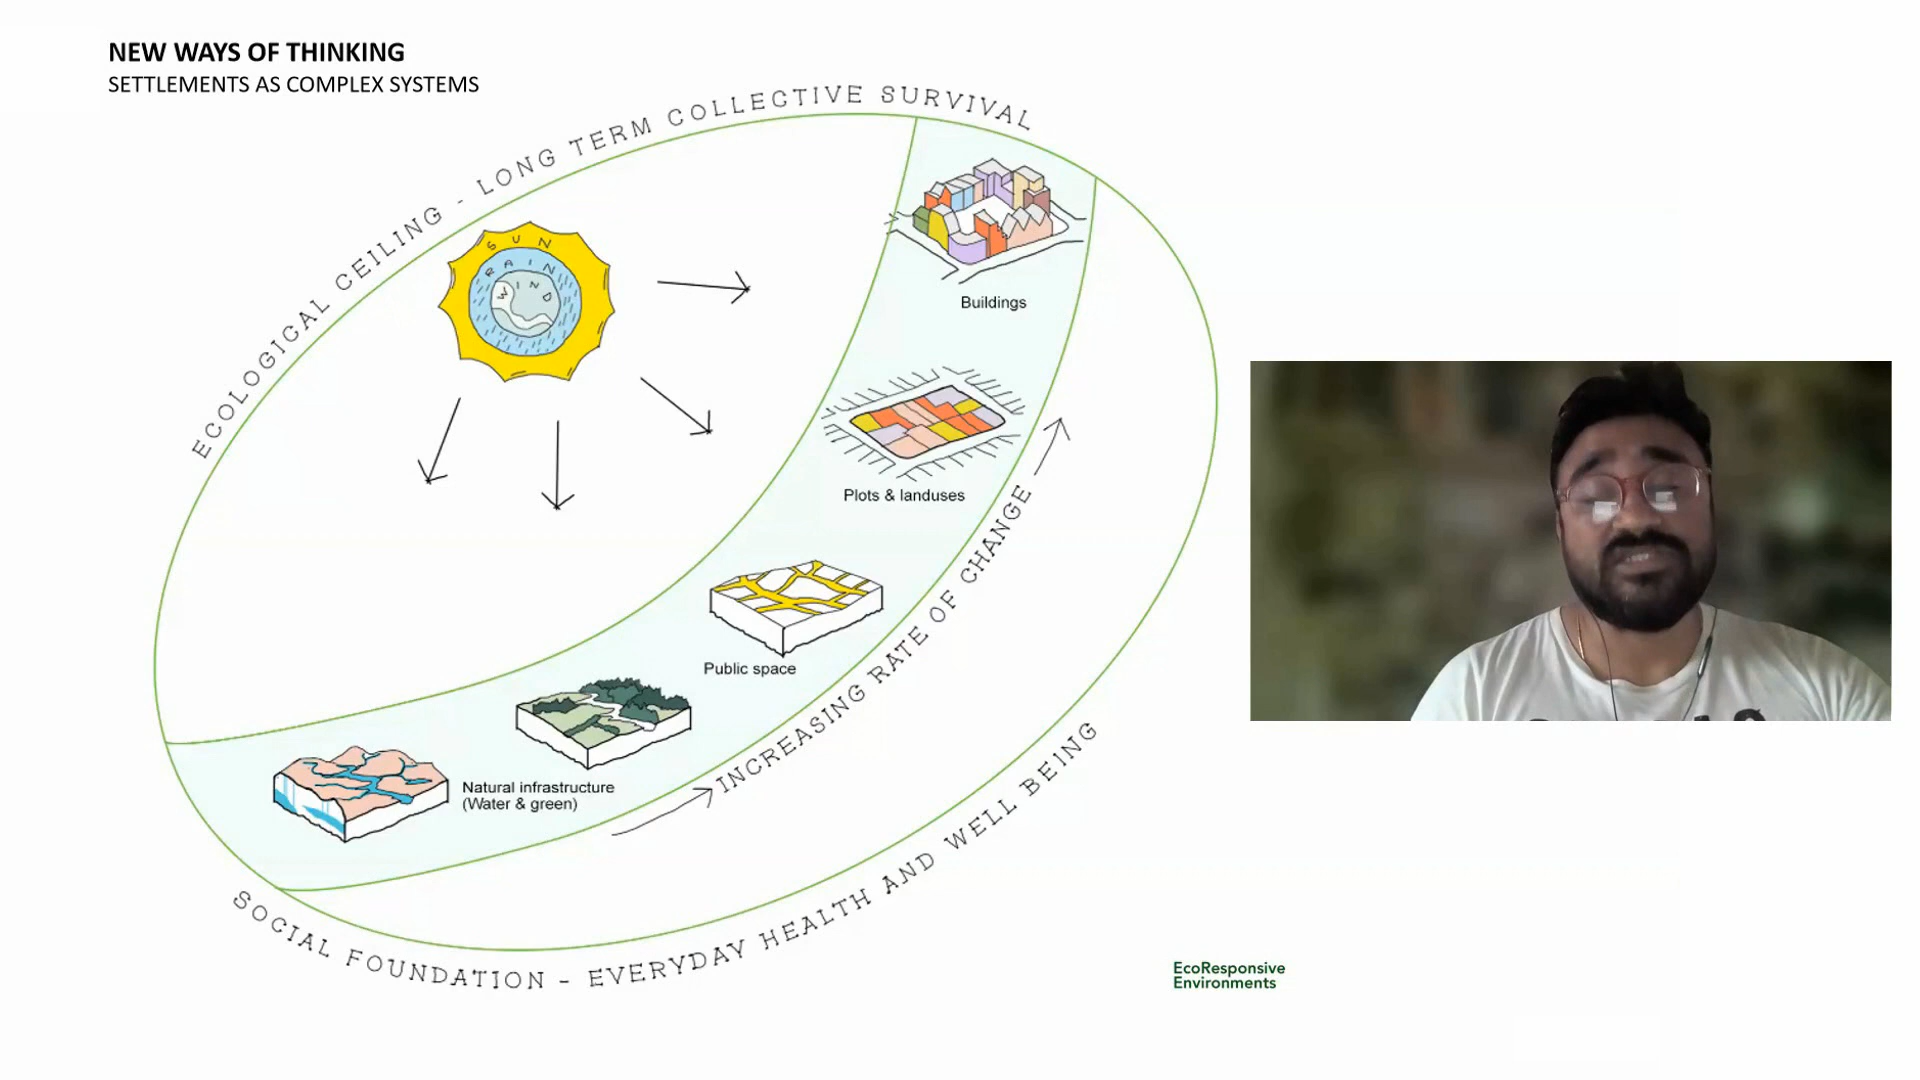 NEW WAYS OF THINKING
SETTLEMENTS AS COMPLEX SYSTEMS
ECOLOGICAL CEILING - LONG TERM COLLECTIVE SURVIVAL
SUN
RAIN
WIND
Buildings
Plots & landuses
Public space
Natural infrastructure
(Water & green)
INCREASING RATE OF CHANGE
SOCIAL FOUNDATION - EVERYDAY HEALTH AND WELL BEING
EcoResponsive
Environments